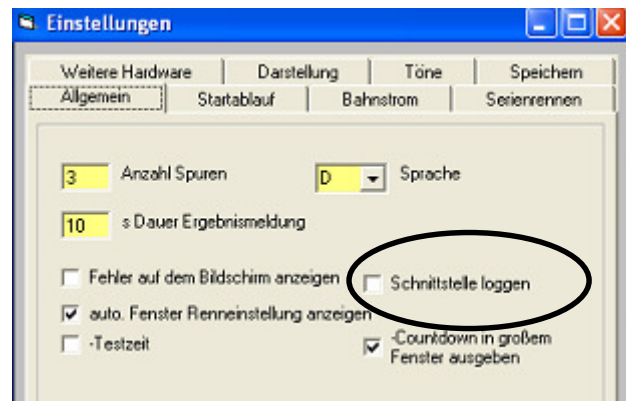 Einstellungen
Weitere Hardware Darstellung Töne Speichern
Allgemein Startablauf Bahnstrom Serienrennen
3 Anzahl Spuren D Sprache
10 s Dauer Ergebnismeldung
Fehler auf dem Bildschirm anzeigen Schnittstelle loggen
auto. Fenster Renneinstellung anzeigen
-Testzeit -Countdown in großem
Fenster ausgeben